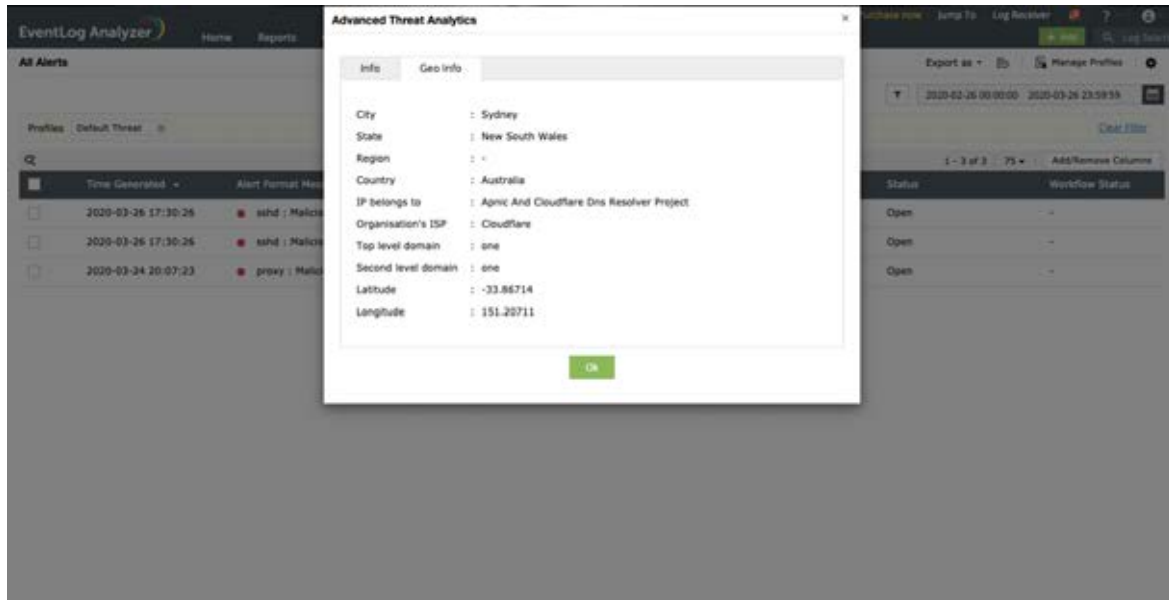 Advanced Threat Analytics
Purchase now Jump To Log Receiver ?
EventLog Analyzer Home Reports
+ Add Log Search
All Alerts
Info Geo Info
Export as Manage Profiles
2020-02-26 00:00:00 2020-03-26 23:59:59
City : Sydney
State : New South Wales
Profiles Default Threat
Clear Filter
Region : -
1 - 3 of 3 75 Add/Remove Columns
Country : Australia
Time Generated Alert Format
IP belongs to : Apnic And Cloudflare Dns Resolver Project
Status Workflow Status
Organisation's ISP : Cloudflare
2020-03-26 17:30:26 sshd :
Open -
Top level domain : one
2020-03-26 17:30:26 sshd :
Open -
Second level domain : one
2020-03-24 20:07:23 proxy :
Open -
Latitude : -33.86714
Longitude : 151.20711
Ok